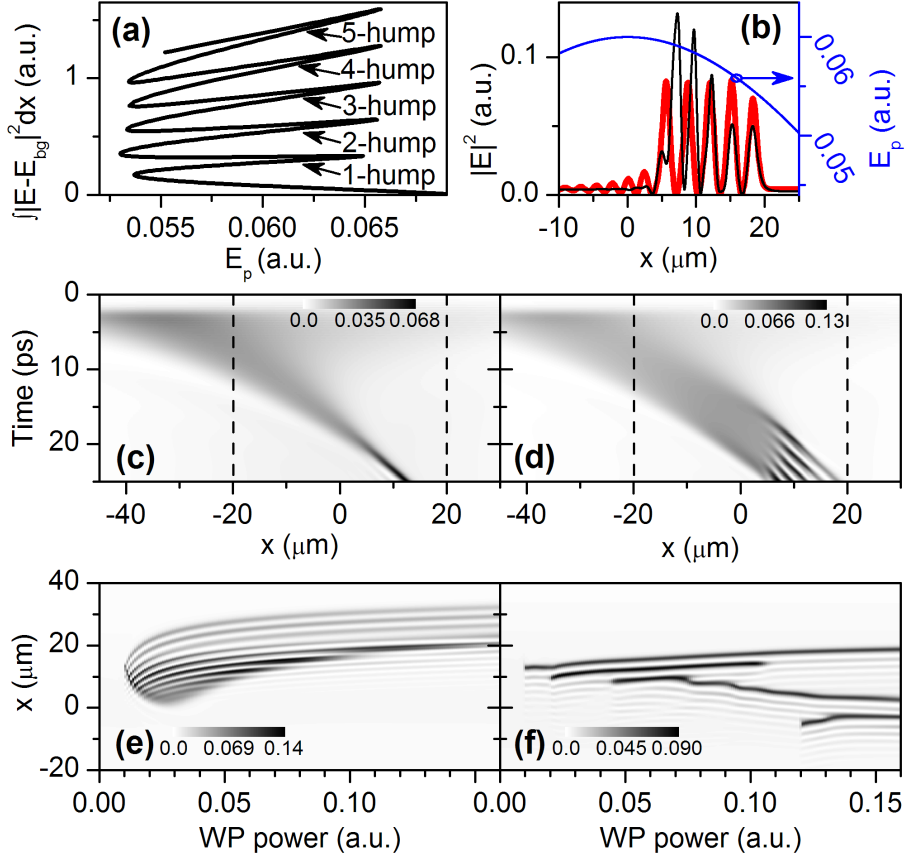 (a)
5-hump
4-hump
3-hump
2-hump
1-hump
1
0
∫|E-E_bg|²dx (a.u.)
0.055 0.060 0.065
E_p (a.u.)
(b)
0.1
0.0
|E|² (a.u.)
0.06
0.05
E_p (a.u.)
-10 0 10 20
x (μm)
0
10
20
Time (ps)
0.0 0.035 0.068
(c)
-40 -20 0 20
x (μm)
0.0 0.066 0.13
(d)
-40 -20 0 20
x (μm)
40
20
0
-20
x (μm)
(e)
0.0 0.069 0.14
0.00 0.05 0.10 0.00
WP power (a.u.)
(f)
0.0 0.045 0.090
0.05 0.10 0.15
WP power (a.u.)